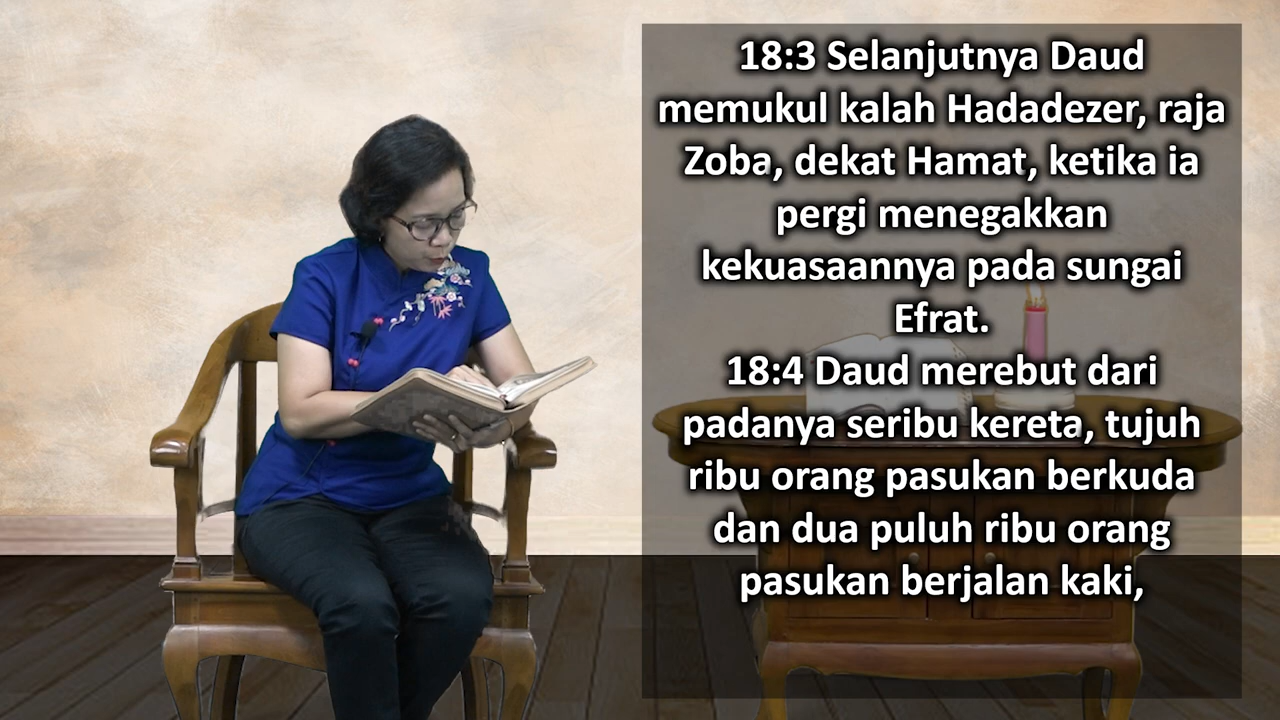 18:3 Selanjutnya Daud
memukul kalah Hadadezer, raja
Zoba, dekat Hamat, ketika ia
pergi menegakkan
kekuasaannya pada sungai
Efrat.
18:4 Daud merebut dari
padanya seribu kereta, tujuh
ribu orang pasukan berkuda
dan dua puluh ribu orang
pasukan berjalan kaki,